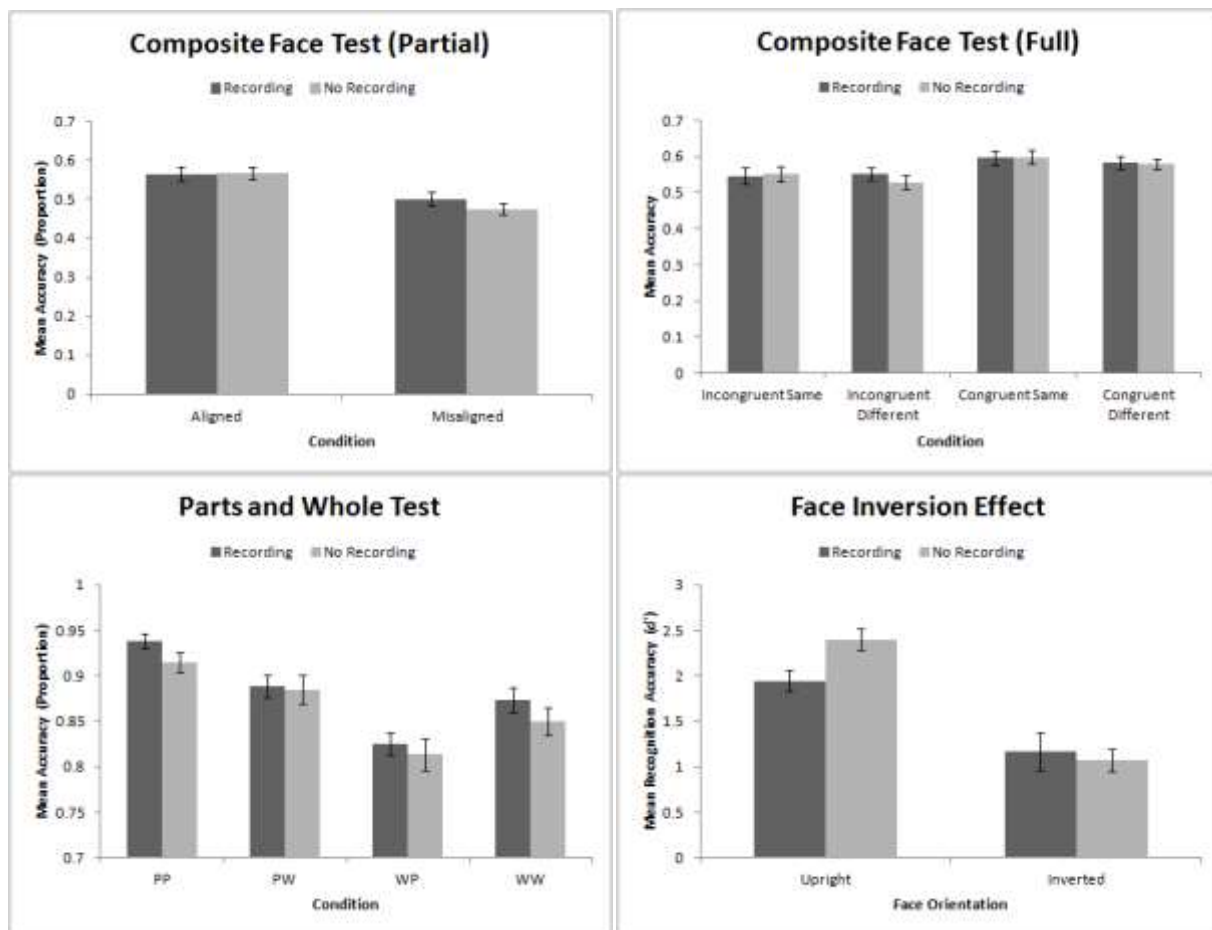 Composite Face Test (Partial)
Recording No Recording
Mean Accuracy (Proportion)
0.7
0.6
0.5
0.4
0.3
0.2
0.1
0
Aligned Misaligned
Condition
Composite Face Test (Full)
Recording No Recording
Mean Accuracy
0.7
0.6
0.5
0.4
0.3
0.2
0.1
0
Incongruent Same Incongruent Different Congruent Same Congruent Different
Condition
Parts and Whole Test
Recording No Recording
Mean Accuracy (Proportion)
1
0.95
0.9
0.85
0.8
0.75
0.7
PP PW WP WW
Condition
Face Inversion Effect
Recording No Recording
Mean Recognition Accuracy (d')
3
2.5
2
1.5
1
0.5
0
Upright Inverted
Face Orientation